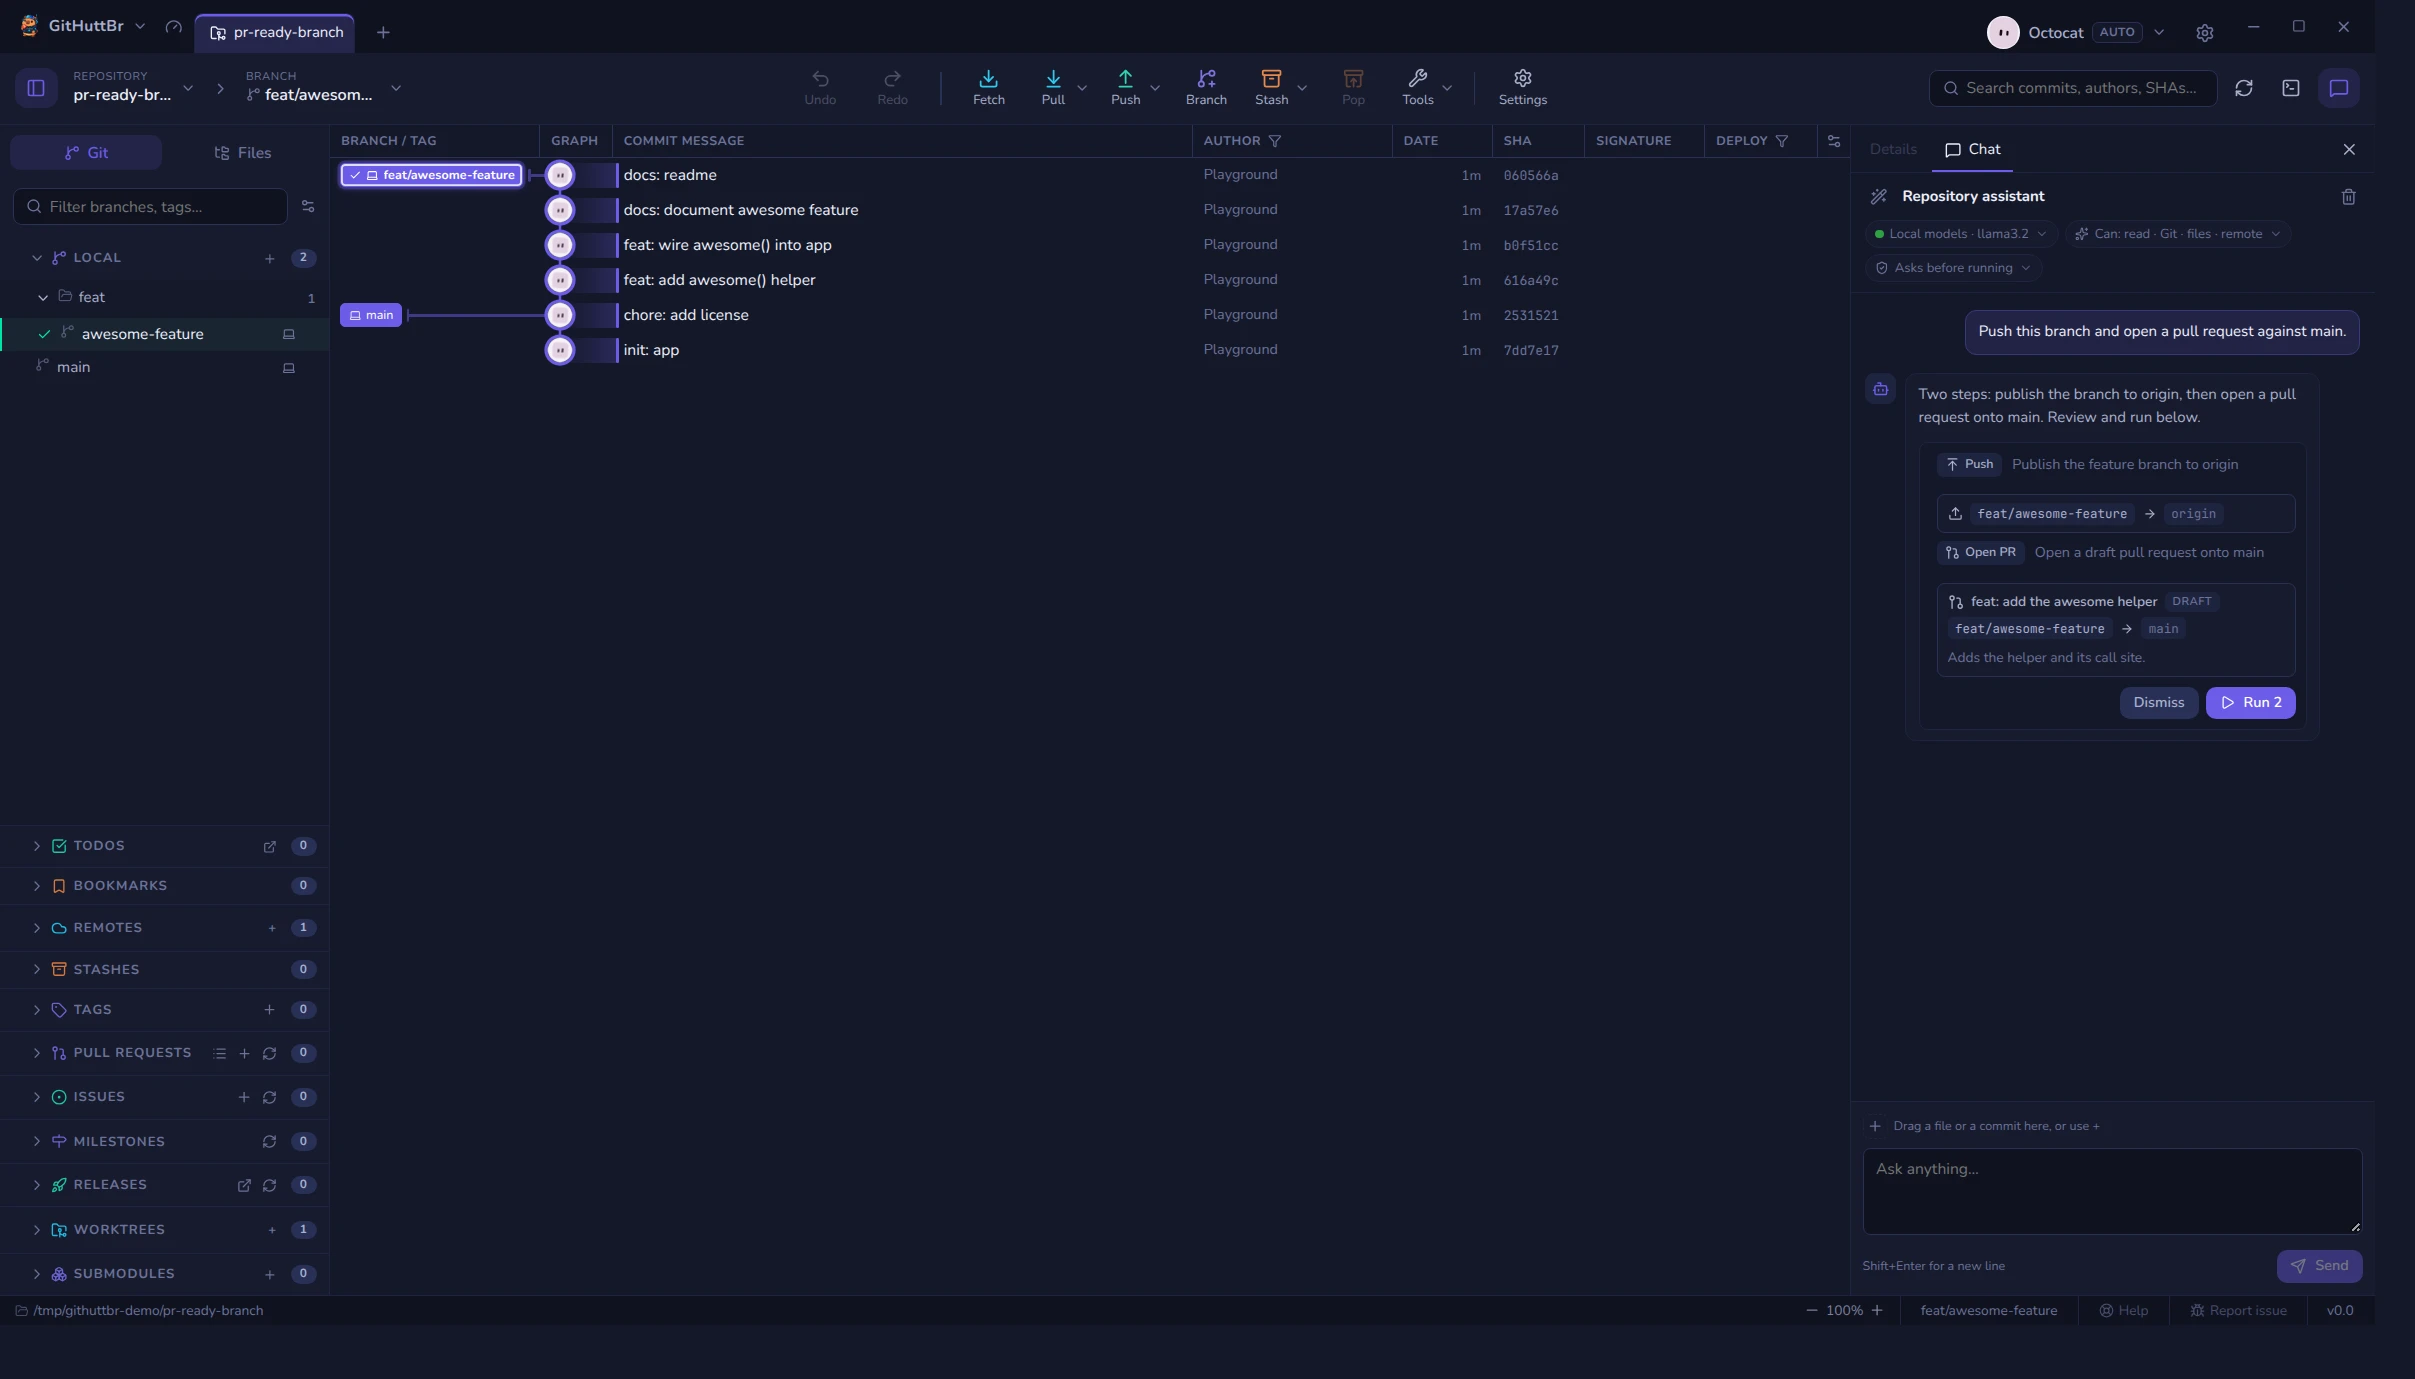 GitHuttBr
pr-ready-branch
Octocat AUTO
REPOSITORY
pr-ready-br...
BRANCH
feat/awesom...
Undo
Redo
Fetch
Pull
Push
Branch
Stash
Pop
Tools
Settings
Search commits, authors, SHAs...
Git
Files
Filter branches, tags...
LOCAL 2
feat 1
awesome-feature
main
TODOS 0
BOOKMARKS 0
REMOTES + 1
STASHES 0
TAGS + 0
PULL REQUESTS + 0
ISSUES + 0
MILESTONES 0
RELEASES 0
WORKTREES + 1
SUBMODULES + 0
BRANCH / TAG GRAPH COMMIT MESSAGE AUTHOR DATE SHA SIGNATURE DEPLOY
feat/awesome-feature docs: readme Playground 1m 060566a
docs: document awesome feature Playground 1m 17a57e6
feat: wire awesome() into app Playground 1m b0f51cc
feat: add awesome() helper Playground 1m 616a49c
main chore: add license Playground 1m 2531521
init: app Playground 1m 7dd7e17
Details
Chat
Repository assistant
Local models · llama3.2
Can: read · Git · files · remote
Asks before running
Push this branch and open a pull request against main.
Two steps: publish the branch to origin, then open a pull
request onto main. Review and run below.
Push Publish the feature branch to origin
feat/awesome-feature → origin
Open PR Open a draft pull request onto main
feat: add the awesome helper DRAFT
feat/awesome-feature → main
Adds the helper and its call site.
Dismiss
Run 2
Drag a file or a commit here, or use +
Ask anything...
Shift+Enter for a new line
Send
/tmp/githuttbr-demo/pr-ready-branch
— 100% +
feat/awesome-feature
Help
Report issue
v0.0